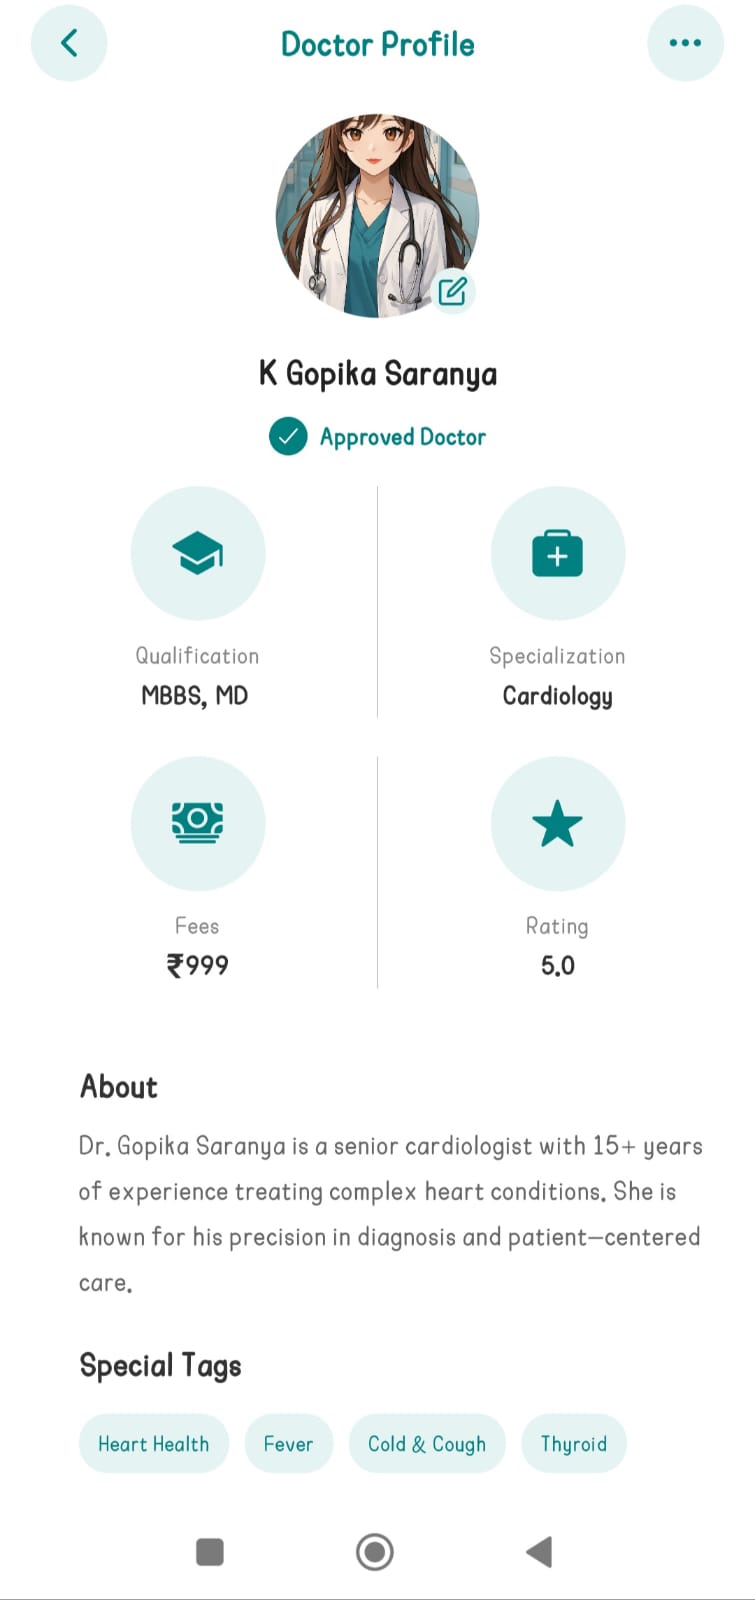 Doctor Profile
K Gopika Saranya
Approved Doctor
Qualification
MBBS, MD
Specialization
Cardiology
Fees
₹999
Rating
5.0
About
Dr. Gopika Saranya is a senior cardiologist with 15+ years
of experience treating complex heart conditions. She is
known for his precision in diagnosis and patient-centered
care.
Special Tags
Heart Health
Fever
Cold & Cough
Thyroid